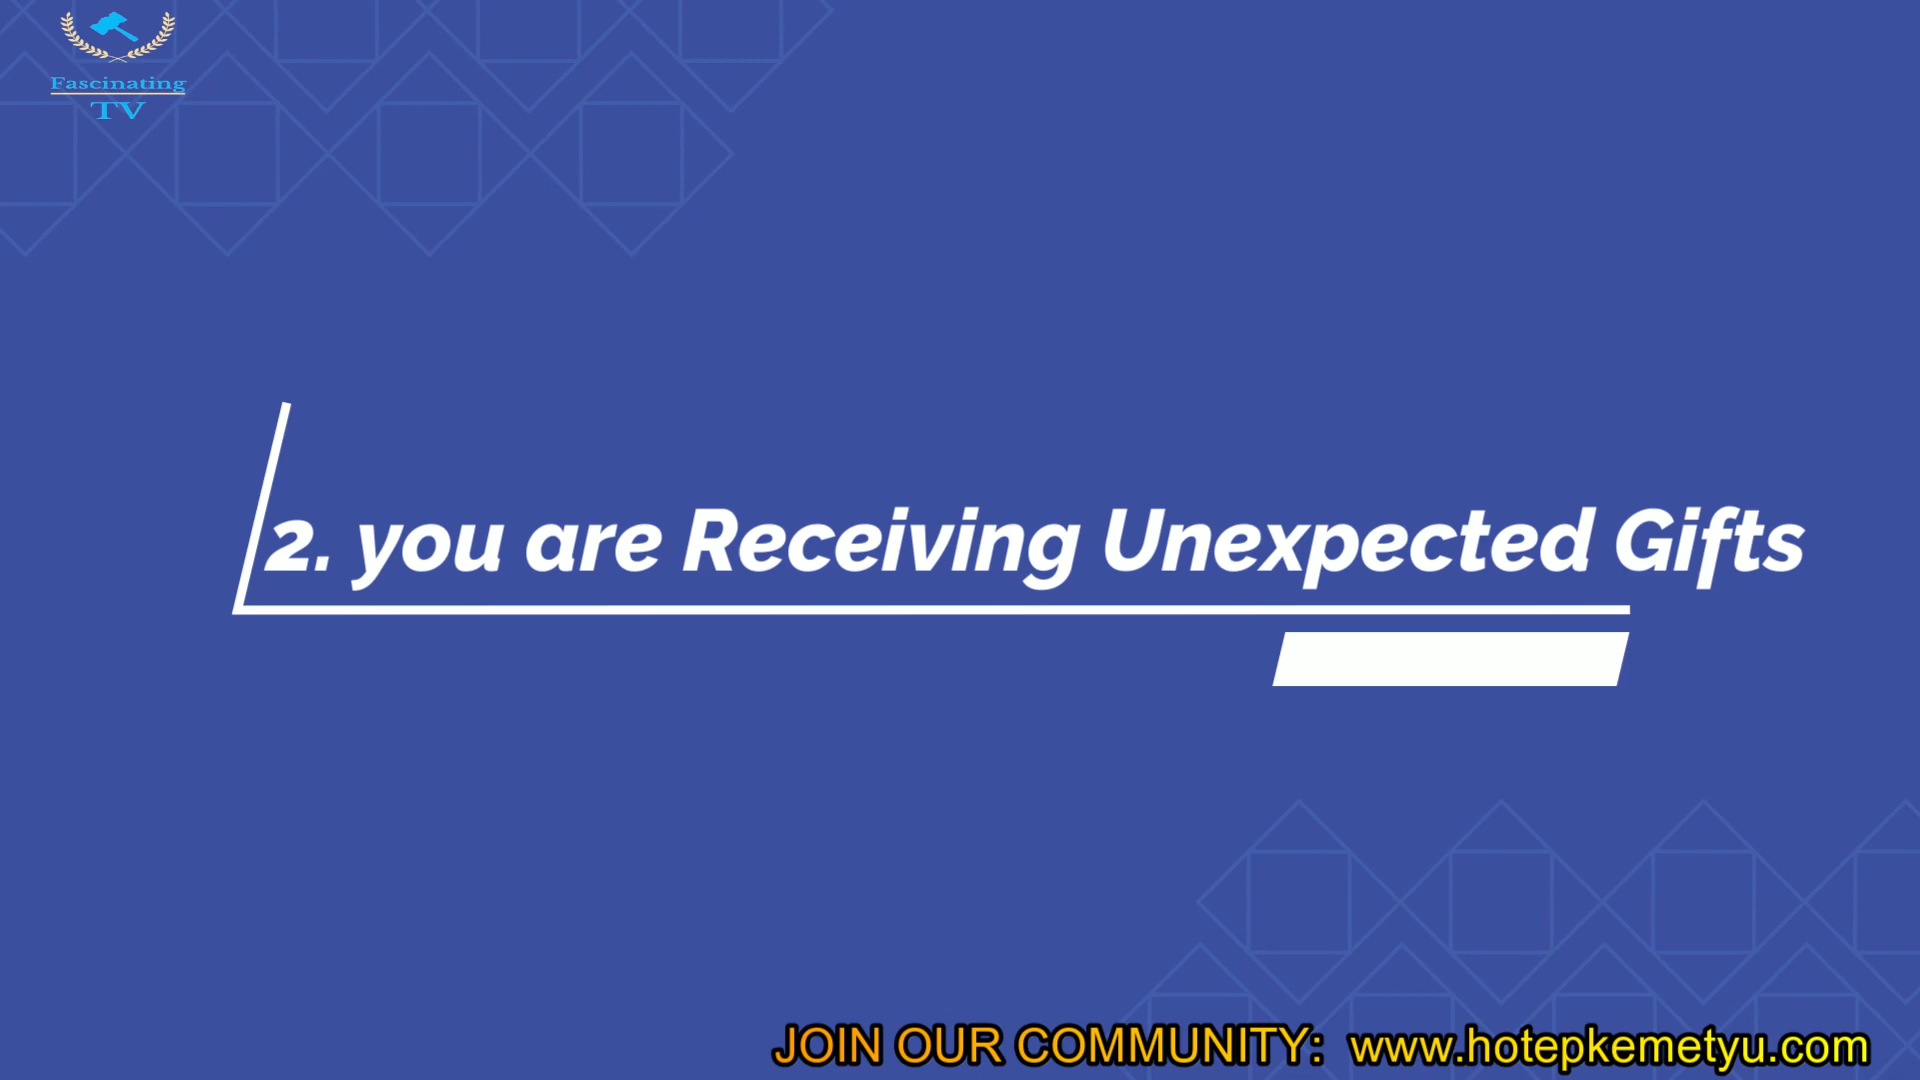 Fascinating
TV
2. you are Receiving Unexpected Gifts
JOIN OUR COMMUNITY: www.hotepkemetyu.com